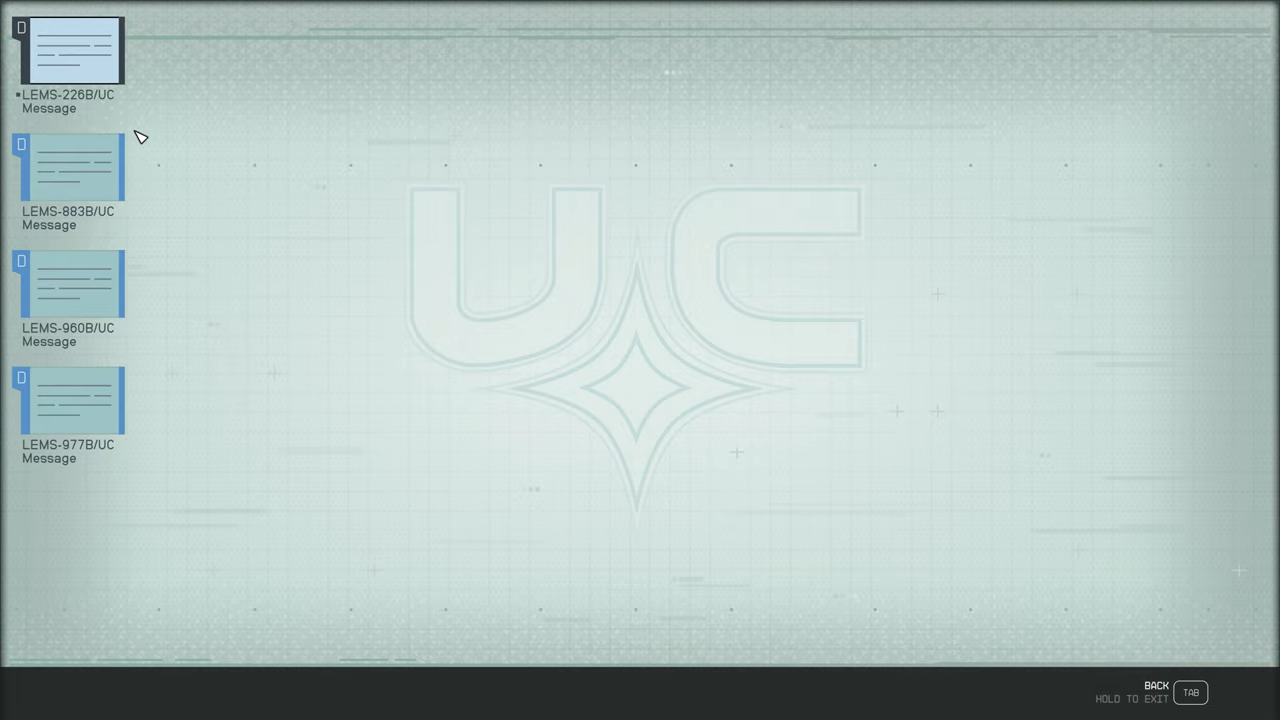 D
LEMS-226B/UC
Message
D
LEMS-883B/UC
Message
D
LEMS-960B/UC
Message
D
LEMS-977B/UC
Message
UC
BACK
HOLD TO EXIT TAB